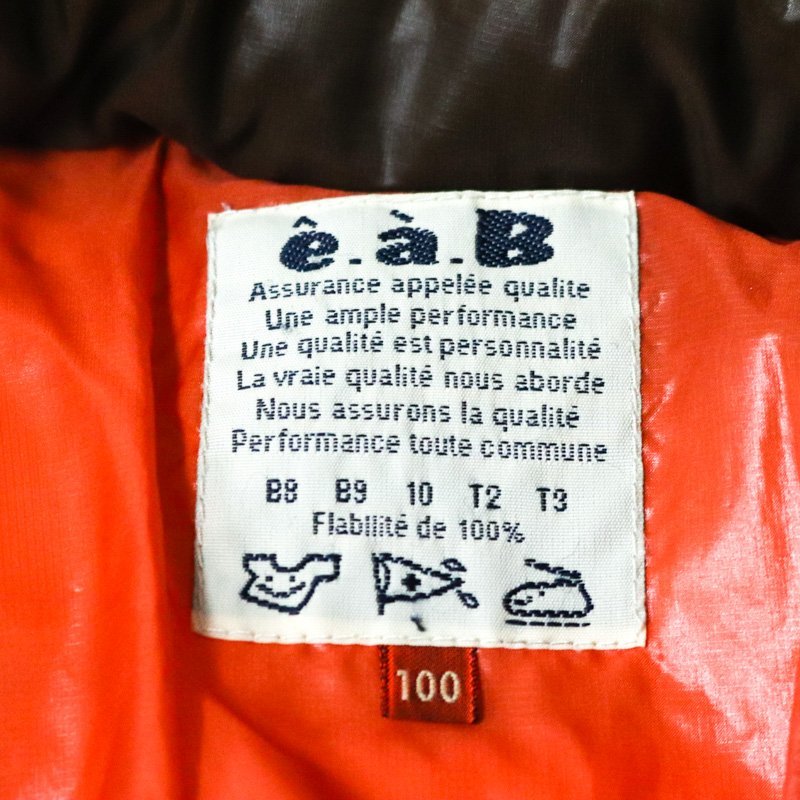 ê.à.B
Assurance appelée qualite
Une ample performance
Une qualité est personnalité
La vraie qualité nous aborde
Nous assurons la qualité
Performance toute commune
B8 B9 10 T2 T3
Flabilité de 100%
100